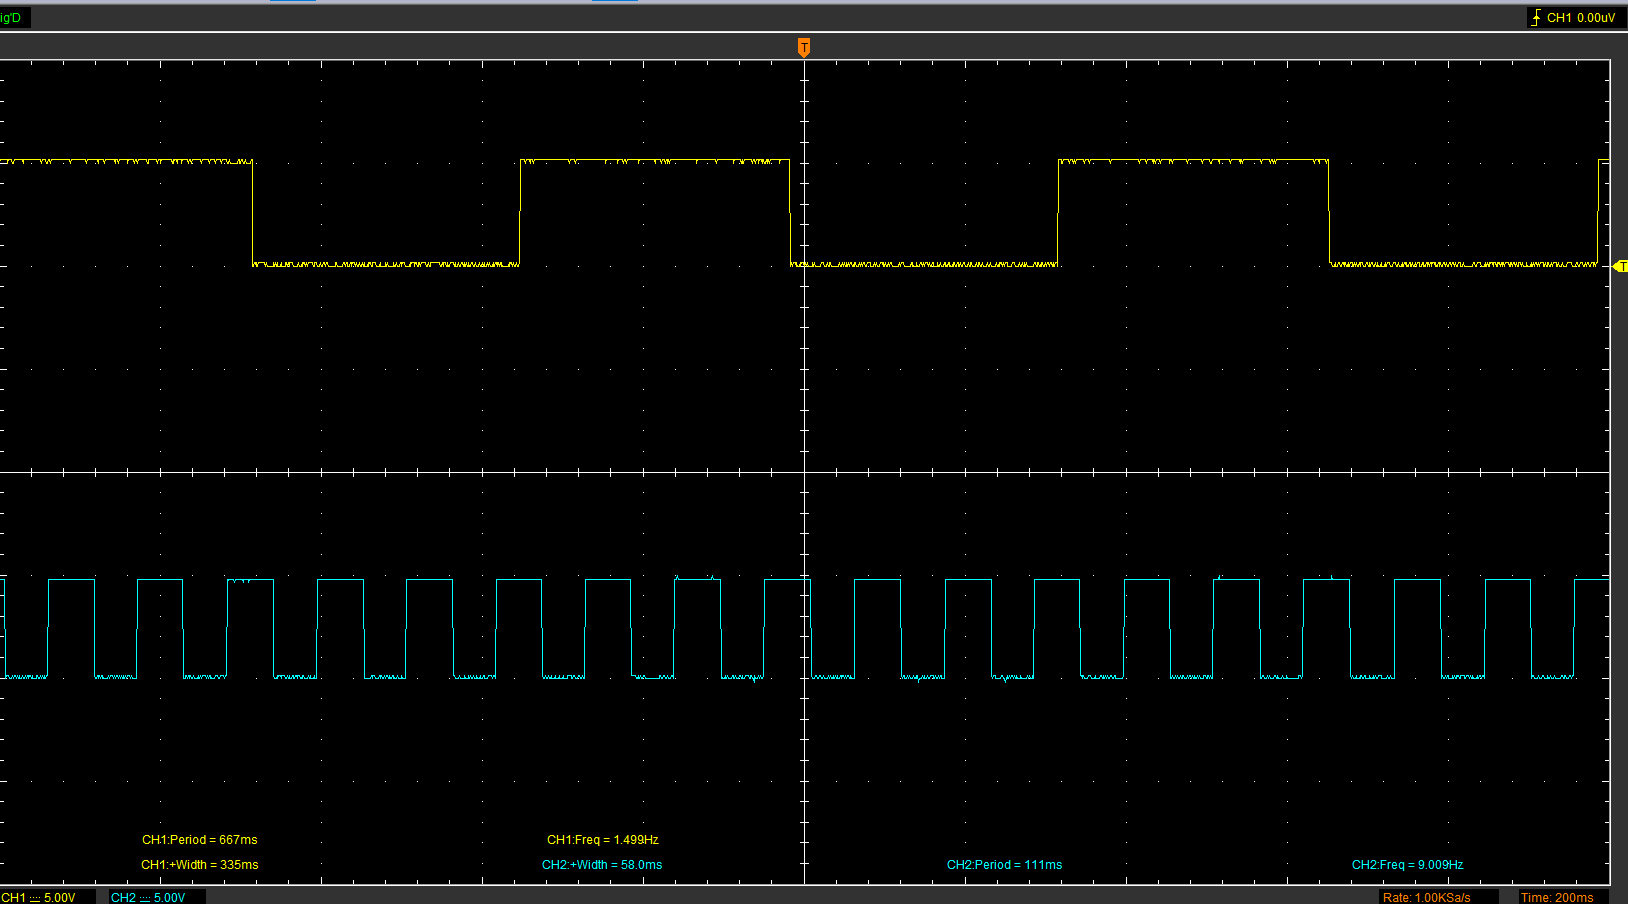 ig'D
CH1 0.00uV
T
T
CH1:Period = 667ms
CH1:Freq = 1.499Hz
CH1:+Width = 335ms
CH2:+Width = 58.0ms
CH2:Period = 111ms
CH2:Freq = 9.009Hz
CH1 5.00V
CH2 5.00V
Rate: 1.00KSa/s
Time: 200ms